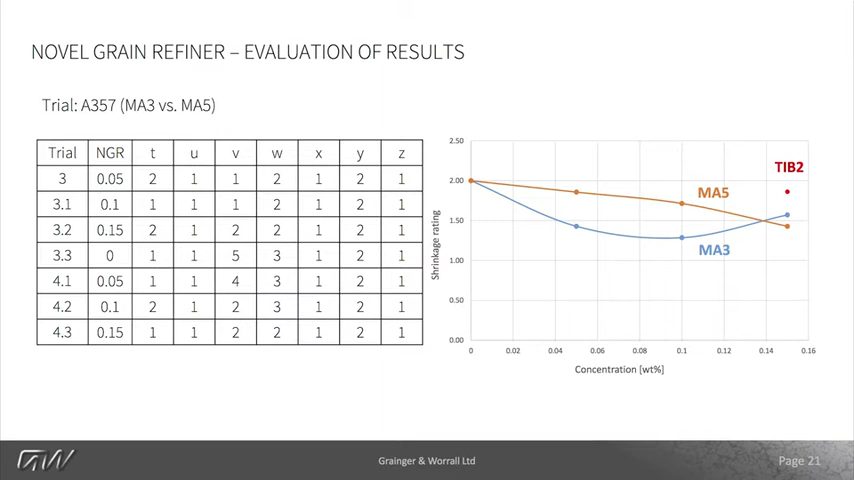 NOVEL GRAIN REFINER – EVALUATION OF RESULTS
Trial: A357 (MA3 vs. MA5)
Trial NGR t u v w x y z
3 0.05 2 1 1 2 1 2 1
3.1 0.1 1 1 1 2 1 2 1
3.2 0.15 2 1 2 2 1 2 1
3.3 0 1 1 5 3 1 2 1
4.1 0.05 1 1 4 3 1 2 1
4.2 0.1 2 1 2 3 1 2 1
4.3 0.15 1 1 2 2 1 2 1
2.50
2.00
1.50
1.00
0.50
0.00
Shrinkage rating
TIB2
MA5
MA3
0 0.02 0.04 0.06 0.08 0.1 0.12 0.14 0.16
Concentration [wt%]
GW
Grainger & Worrall Ltd
Page 21